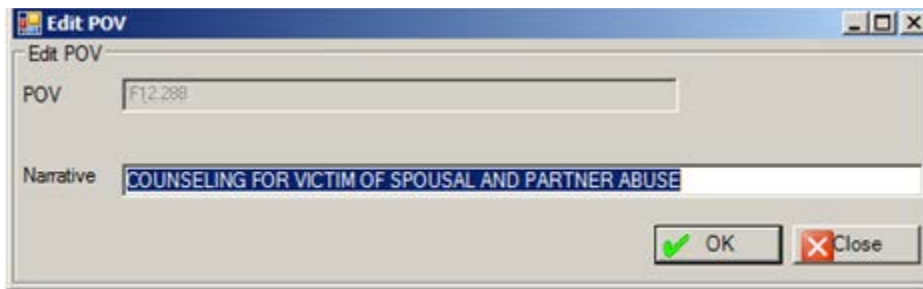 Edit POV
Edit POV
POV F12.288
Narrative COUNSELING FOR VICTIM OF SPOUSAL AND PARTNER ABUSE
OK Close